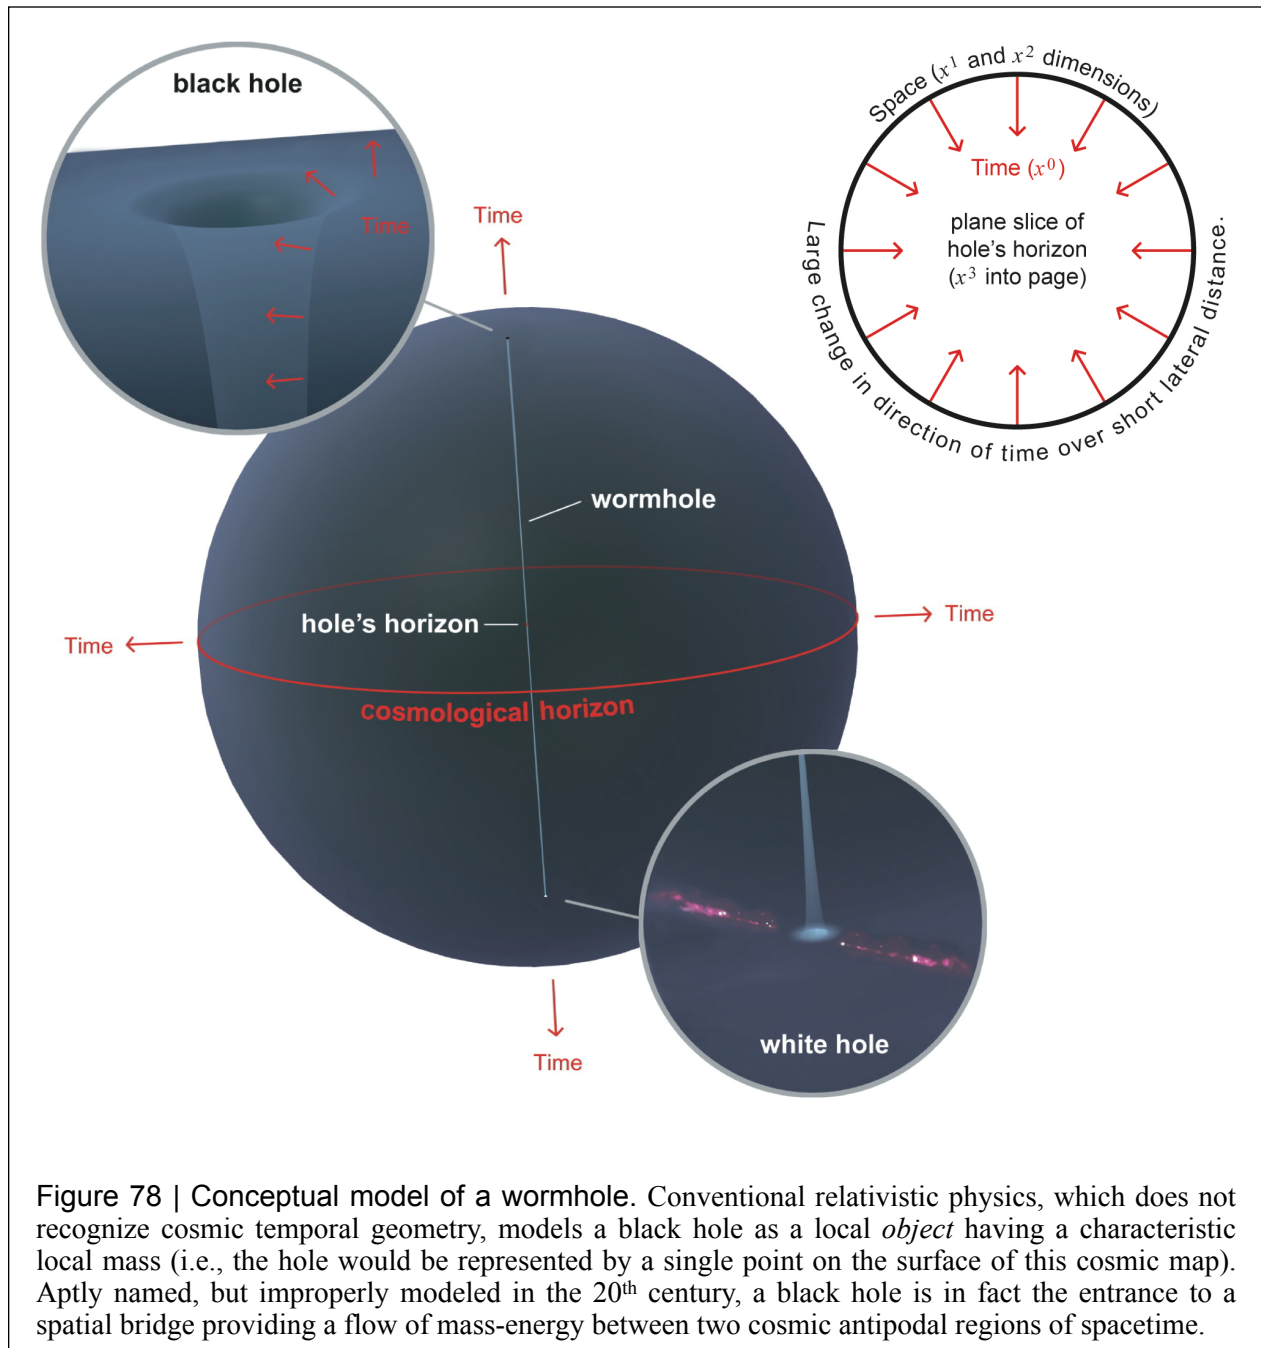 black hole
Time
Space (x¹ and x² dimensions)
Time (x⁰)
plane slice of
hole's horizon
(x³ into page)
Large change in direction of time over short lateral distance.
Time
wormhole
hole's horizon
Time
Time
cosmological horizon
white hole
Time
Figure 78 | Conceptual model of a wormhole. Conventional relativistic physics, which does not
recognize cosmic temporal geometry, models a black hole as a local object having a characteristic
local mass (i.e., the hole would be represented by a single point on the surface of this cosmic map).
Aptly named, but improperly modeled in the 20th century, a black hole is in fact the entrance to a
spatial bridge providing a flow of mass-energy between two cosmic antipodal regions of spacetime.